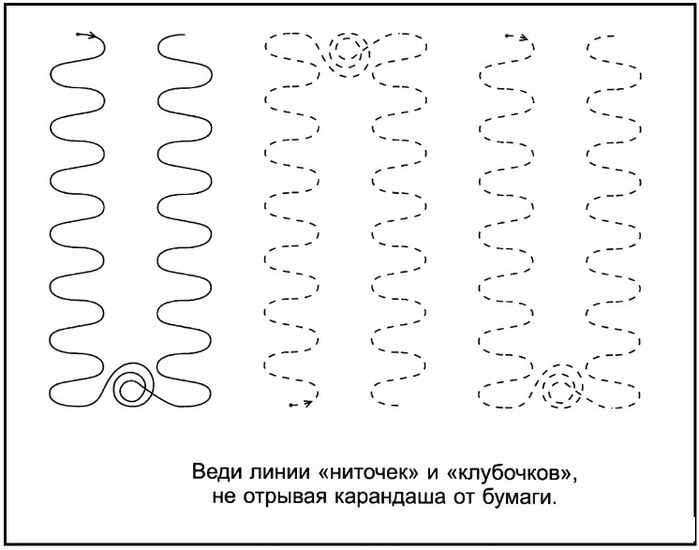 Веди линии «ниточек» и «клубочков»,
не отрывая карандаша от бумаги.